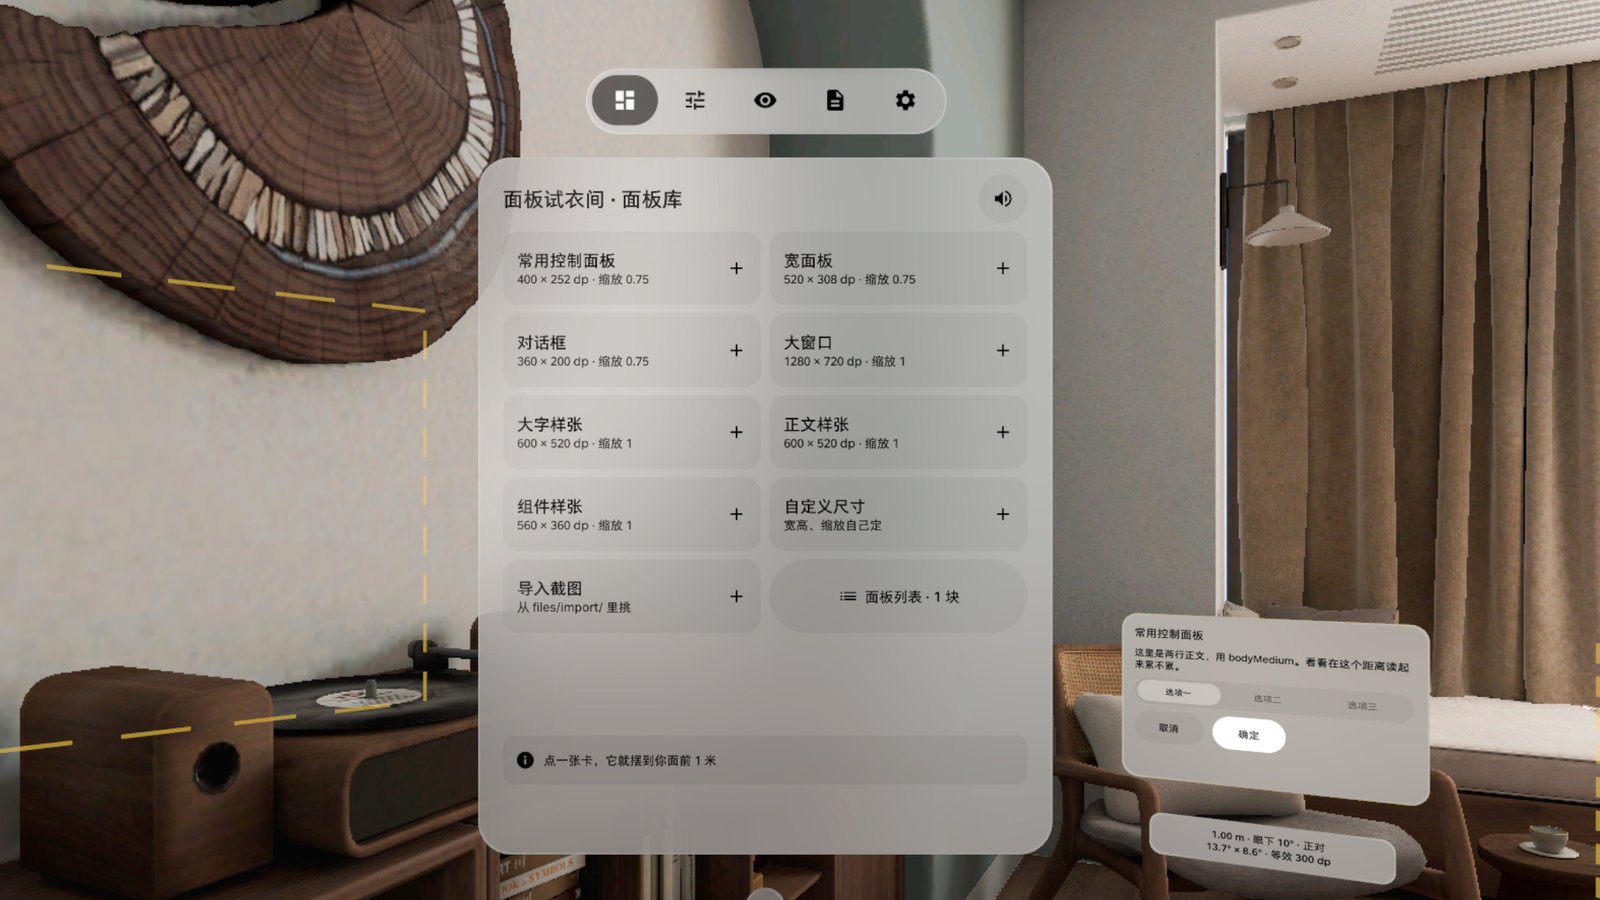 面板试衣间 · 面板库
常用控制面板
400 × 252 dp · 缩放 0.75
宽面板
520 × 308 dp · 缩放 0.75
对话框
360 × 200 dp · 缩放 0.75
大窗口
1280 × 720 dp · 缩放 1
大字样张
600 × 520 dp · 缩放 1
正文样张
600 × 520 dp · 缩放 1
组件样张
560 × 360 dp · 缩放 1
自定义尺寸
宽高、缩放自己定
导入截图
从 files/import/ 里挑
面板列表 · 1 块
点一张卡，它就摆到你面前 1 米
常用控制面板
这里是两行正文，用 bodyMedium。看看在这个距离读起
来累不累。
选项一
选项二
选项三
取消
确定
1.00 m · 眼下 10° · 正对
13.7° × 8.6° · 等效 300 dp
SYMBOLS